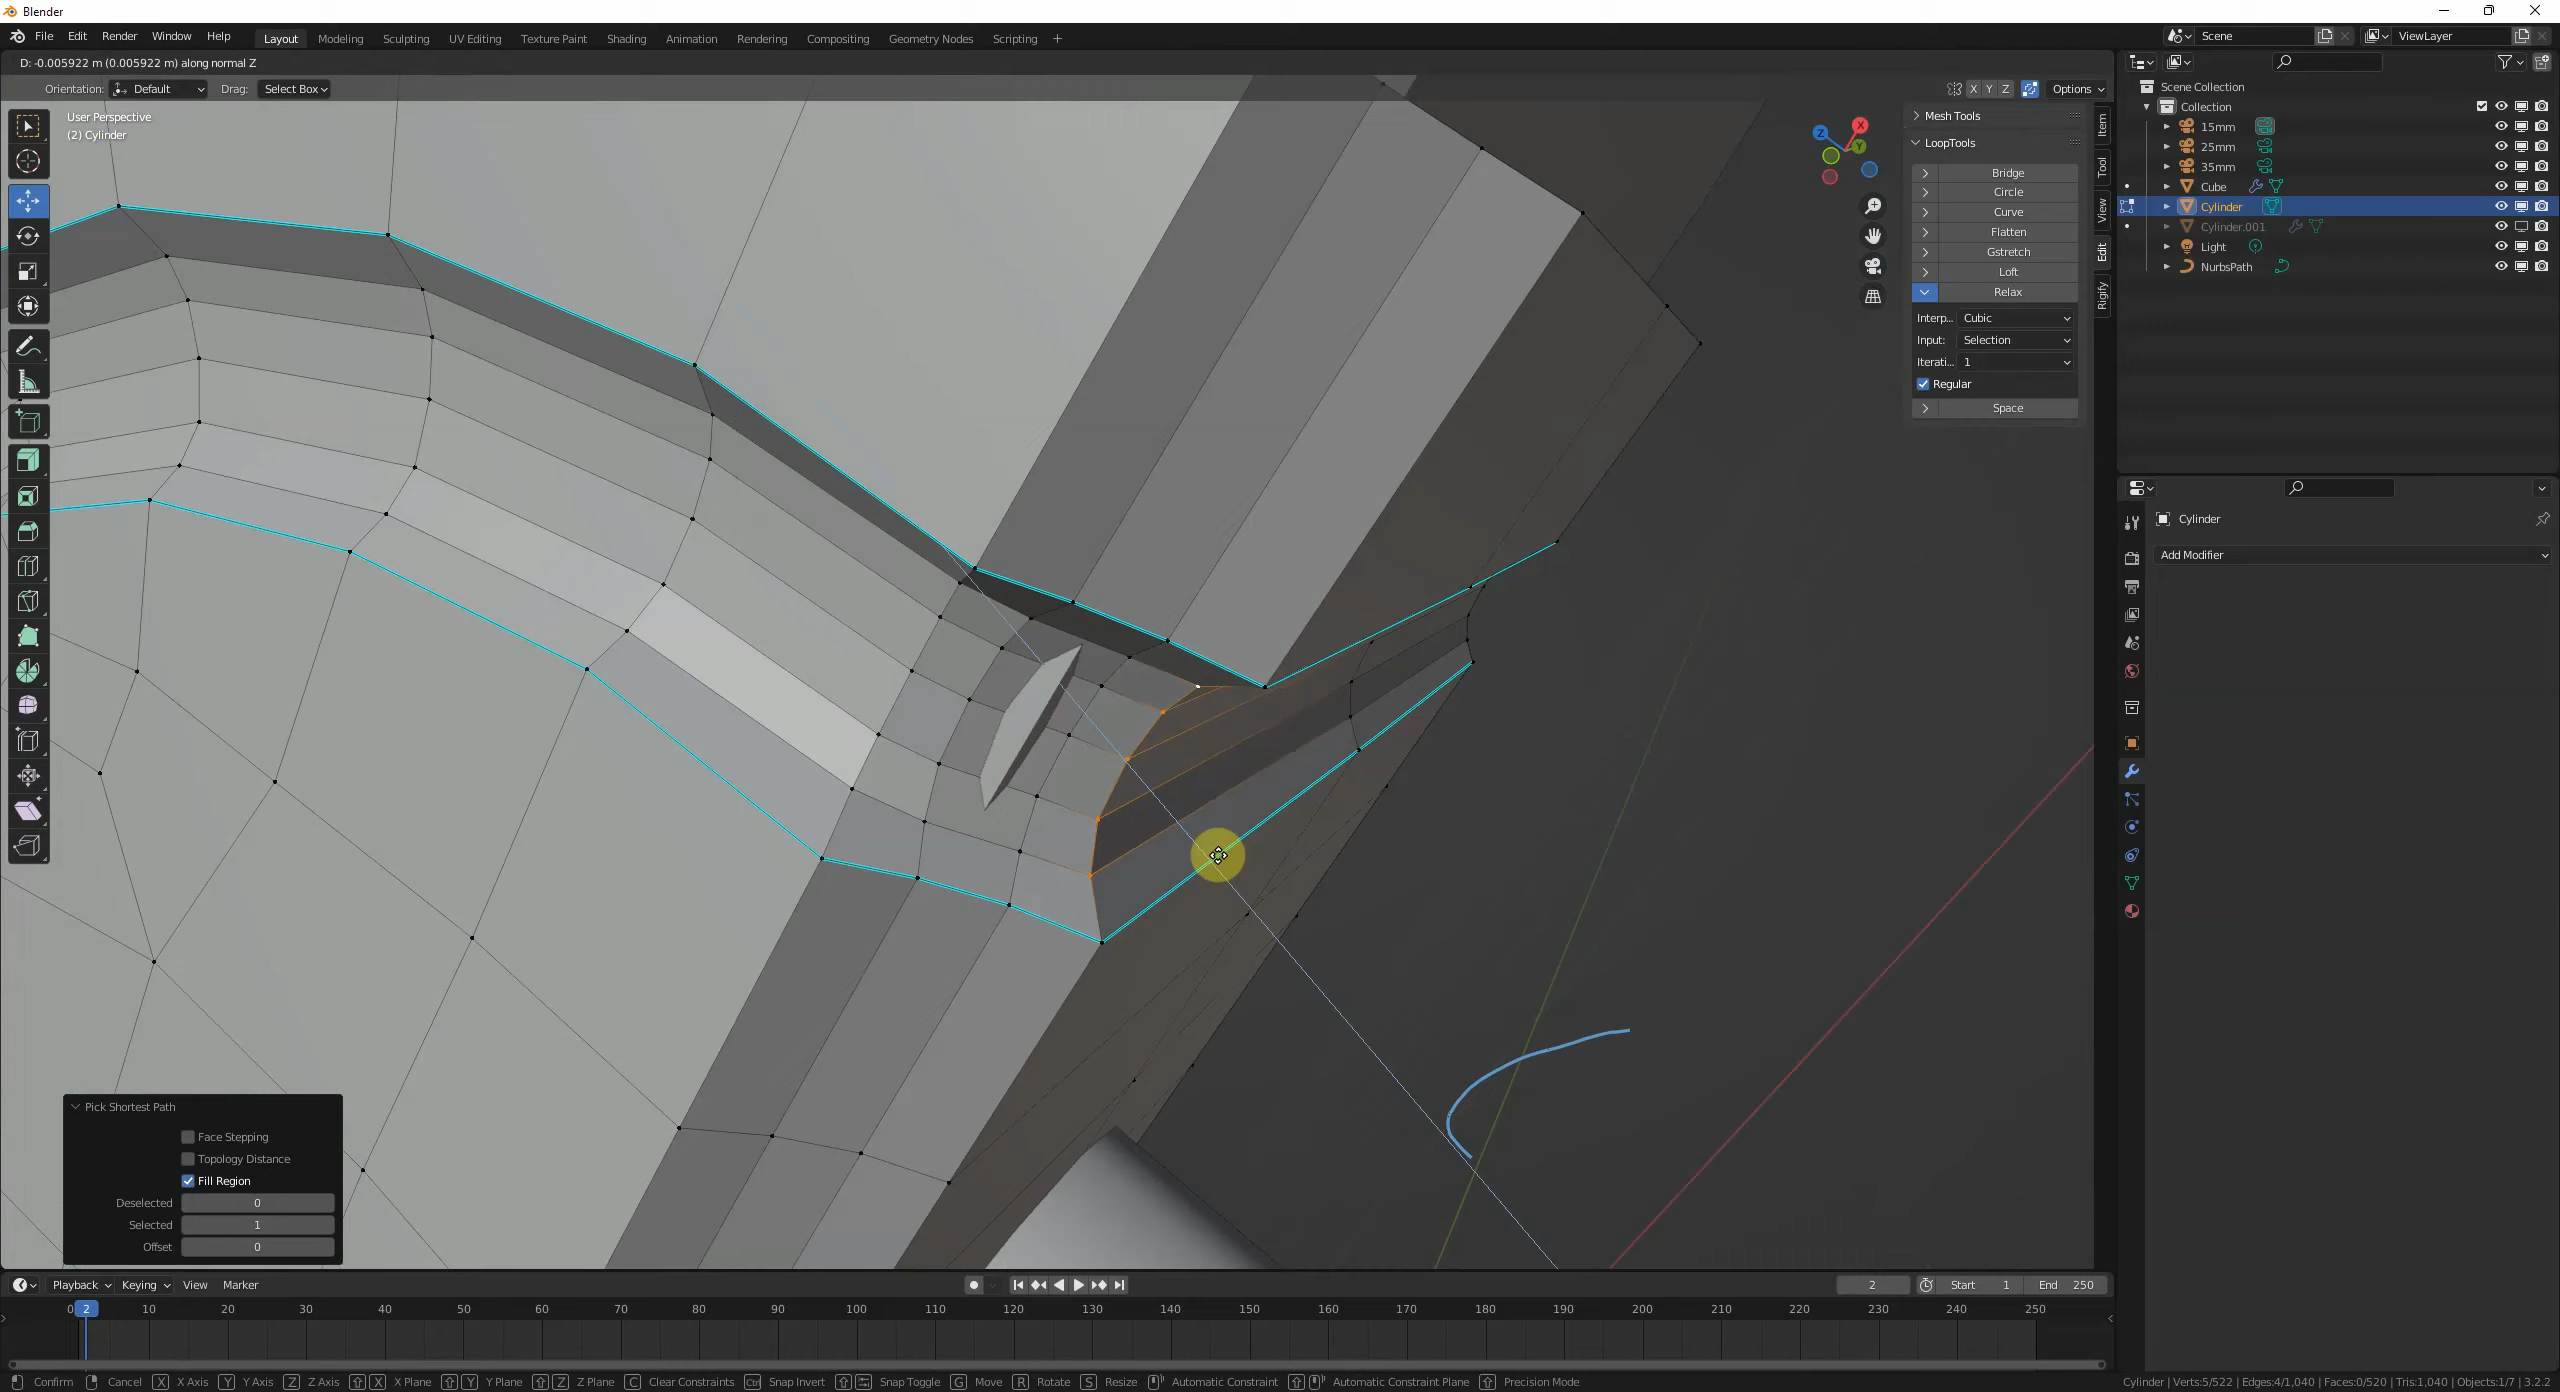 Blender
File Edit Render Window Help Layout Modeling Sculpting UV Editing Texture Paint Shading Animation Rendering Compositing Geometry Nodes Scripting + Scene ViewLayer
D: -0.005922 m (0.005922 m) along normal Z
Orientation: Default Drag: Select Box X Y Z Options
User Perspective
(2) Cylinder
Z X Y
Mesh Tools
LoopTools
Bridge
Circle
Curve
Flatten
Gstretch
Loft
Relax
Interp... Cubic
Input: Selection
Iterati... 1
Regular
Space
Item
Tool
View
Edit
Rigify
Scene Collection
Collection
15mm
25mm
35mm
Cube
Cylinder
Cylinder.001
Light
NurbsPath
Cylinder
Add Modifier
Pick Shortest Path
Face Stepping
Topology Distance
Fill Region
Deselected 0
Selected 1
Offset 0
Playback Keying View Marker 2 Start 1 End 250
0 2 10 20 30 40 50 60 70 80 90 100 110 120 130 140 150 160 170 180 190 200 210 220 230 240 250
Confirm Cancel X X Axis Y Y Axis Z Z Axis X X Plane Y Y Plane Z Z Plane C Clear Constraints Ctrl Snap Invert Snap Toggle G Move R Rotate S Resize Automatic Constraint Automatic Constraint Plane Precision Mode Cylinder | Verts:5/522 | Edges:4/1,040 | Faces:0/520 | Tris:1,040 | Objects:1/7 | 3.2.2